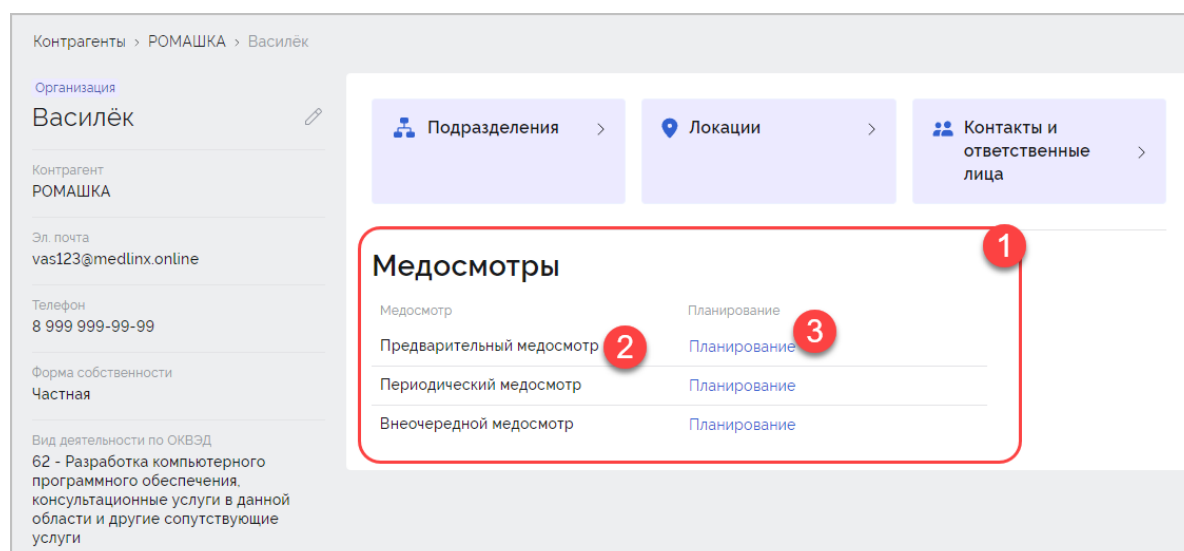 Контрагенты > РОМАШКА > Василёк
Организация
Василёк
Контрагент
РОМАШКА
Эл. почта
vas123@medlinx.online
Телефон
8 999 999-99-99
Форма собственности
Частная
Вид деятельности по ОКВЭД
62 - Разработка компьютерного
программного обеспечения,
консультационные услуги в данной
области и другие сопутствующие
услуги
Подразделения >
Локации >
Контакты и
ответственные >
лица
1
Медосмотры
Медосмотр Планирование
Предварительный медосмотр 2 Планирование 3
Периодический медосмотр Планирование
Внеочередной медосмотр Планирование